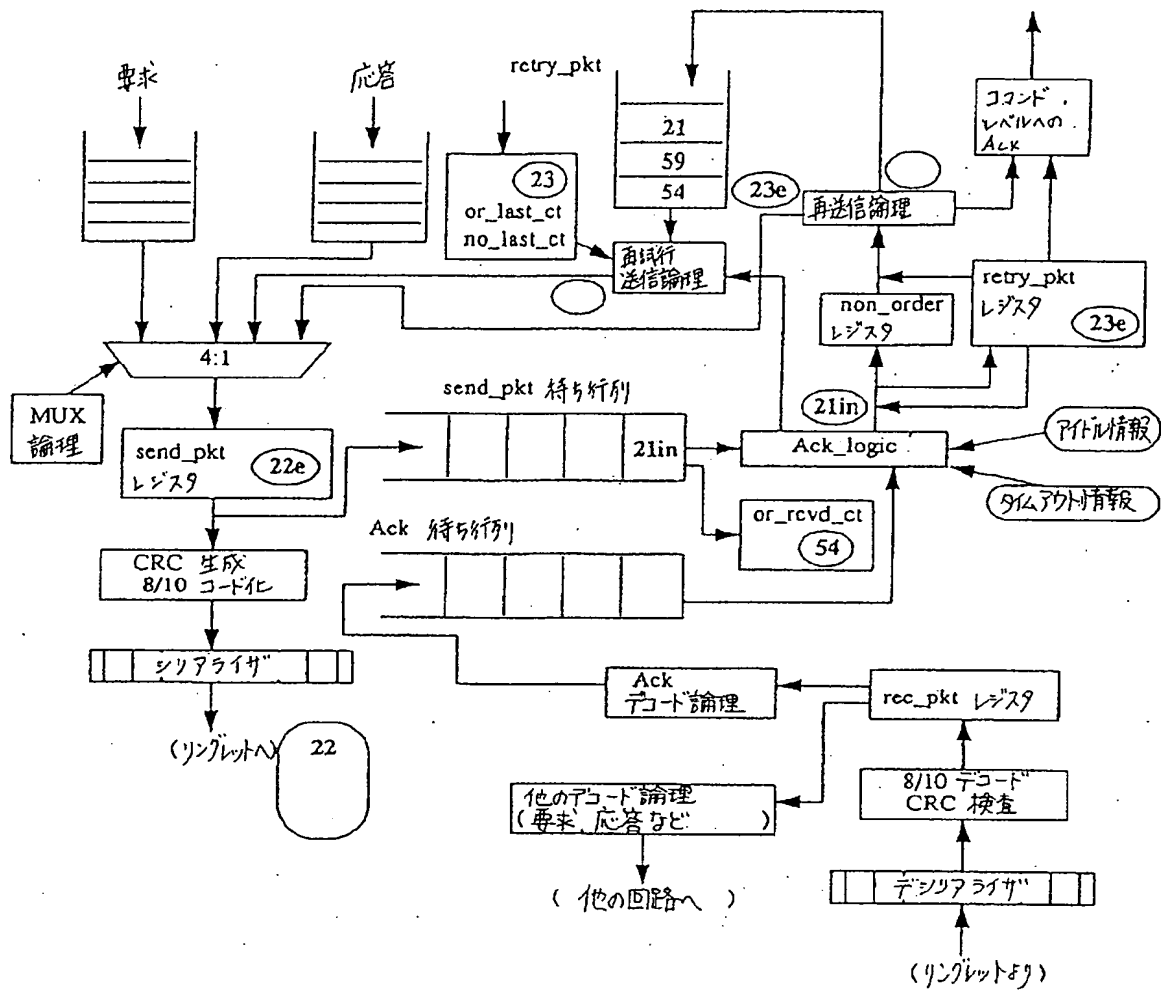 要求
応答
retry_pkt
21
59
54
23
or_last_ct
no_last_ct
再試行
送信論理
23e
再送信論理
コマンド・
レベルへの
Ack
non_order
レジスタ
retry_pkt
レジスタ
23e
4:1
MUX
論理
send_pkt
レジスタ
22e
send_pkt 待ち行列
21in
21in
Ack_logic
アイドル情報
タイムアウト情報
or_rcvd_ct
54
Ack 待ち行列
CRC 生成
8/10 コード化
シリアライザ
(リングレットへ)
22
Ack
デコード論理
rec_pkt レジスタ
他のデコード論理
(要求、応答など )
( 他の回路へ )
8/10 デコード
CRC 検査
デシリアライザ
(リングレットより)